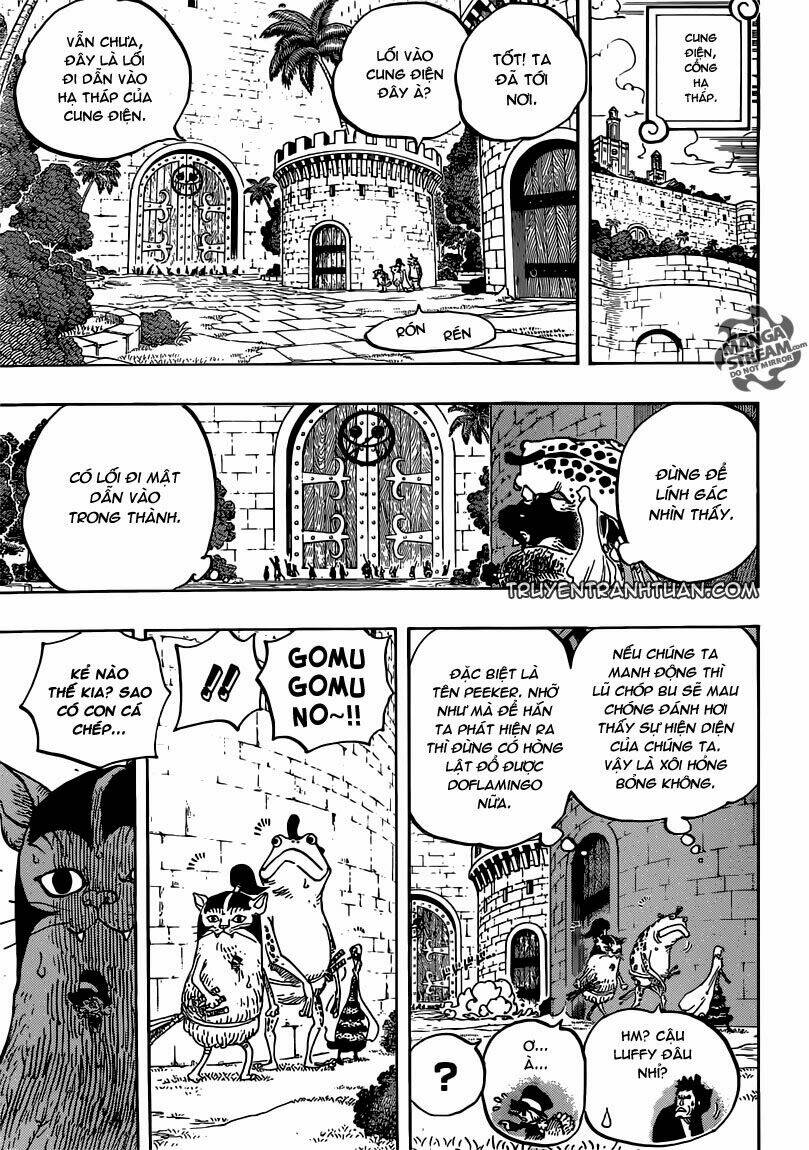 CUNG
ĐIỆN,
CỔNG
HẠ
THÁP.
TỐT! TA
ĐÃ TỚI
NƠI.
LỐI VÀO
CUNG ĐIỆN
ĐÂY À?
VẪN CHƯA,
ĐÂY LÀ LỐI
ĐI DẪN VÀO
HẠ THÁP CỦA
CUNG ĐIỆN.
RÓN RÉN
MANGA
STREAM.com
DO NOT MIRROR
ĐỪNG ĐỂ
LÍNH GÁC
NHÌN THẤY.
CÓ LỐI ĐI MẬT
DẪN VÀO
TRONG THÀNH.
TRUYENTRANHTUAN.COM
NẾU CHÚNG TA
MANH ĐỘNG THÌ
LŨ CHÓP BU SẼ MAU
CHÓNG ĐÁNH HƠI
THẤY SỰ HIỆN DIỆN
CỦA CHÚNG TA.
VẬY LÀ XÔI HỎNG
BỎNG KHÔNG.
ĐẶC BIỆT LÀ
TÊN PEEKER. NHỠ
NHƯ MÀ ĐỂ HẮN
TA PHÁT HIỆN RA
THÌ ĐỪNG CÓ HÒNG
LẬT ĐỔ ĐƯỢC
DOFLAMINGO
NỮA.
HM? CẬU
LUFFY ĐÂU
NHỈ?
Ơ...
À...
?
GOMU
GOMU
NO~!!
!!
KẺ NÀO
THẾ KIA? SAO
CÓ CON CÁ
CHÉP...